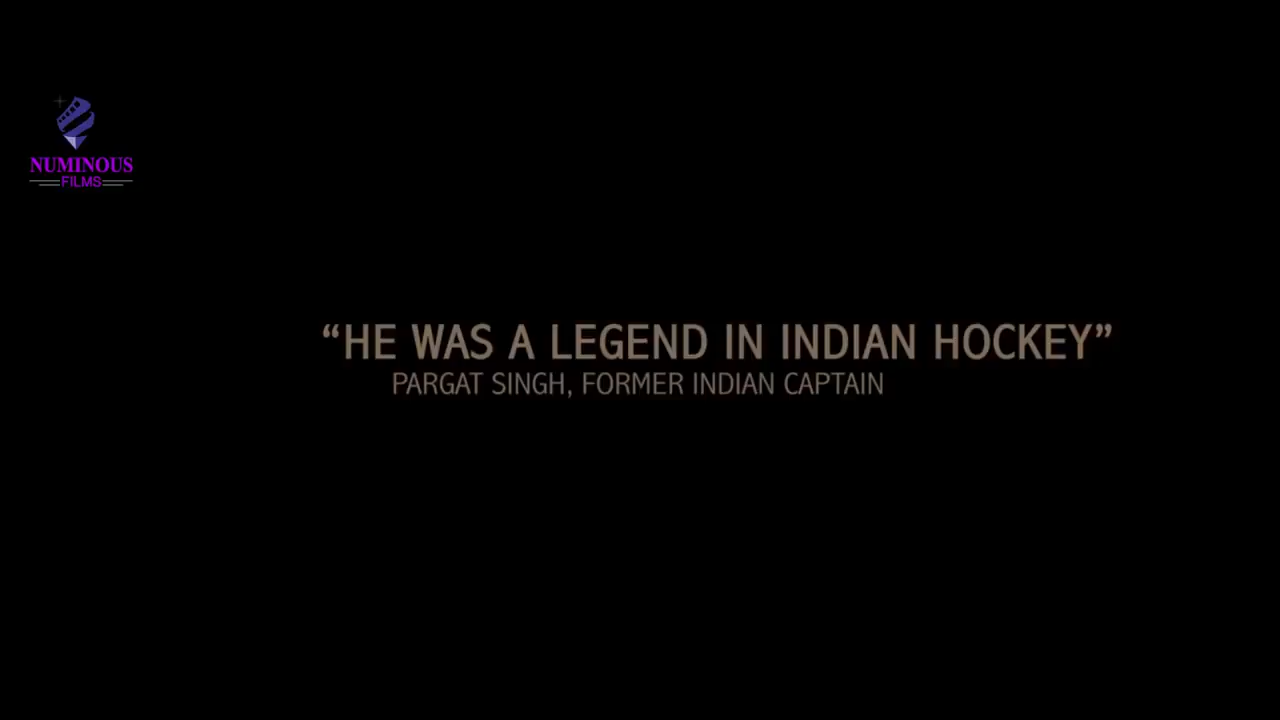 NUMINOUS
FILMS
“HE WAS A LEGEND IN INDIAN HOCKEY”
PARGAT SINGH, FORMER INDIAN CAPTAIN